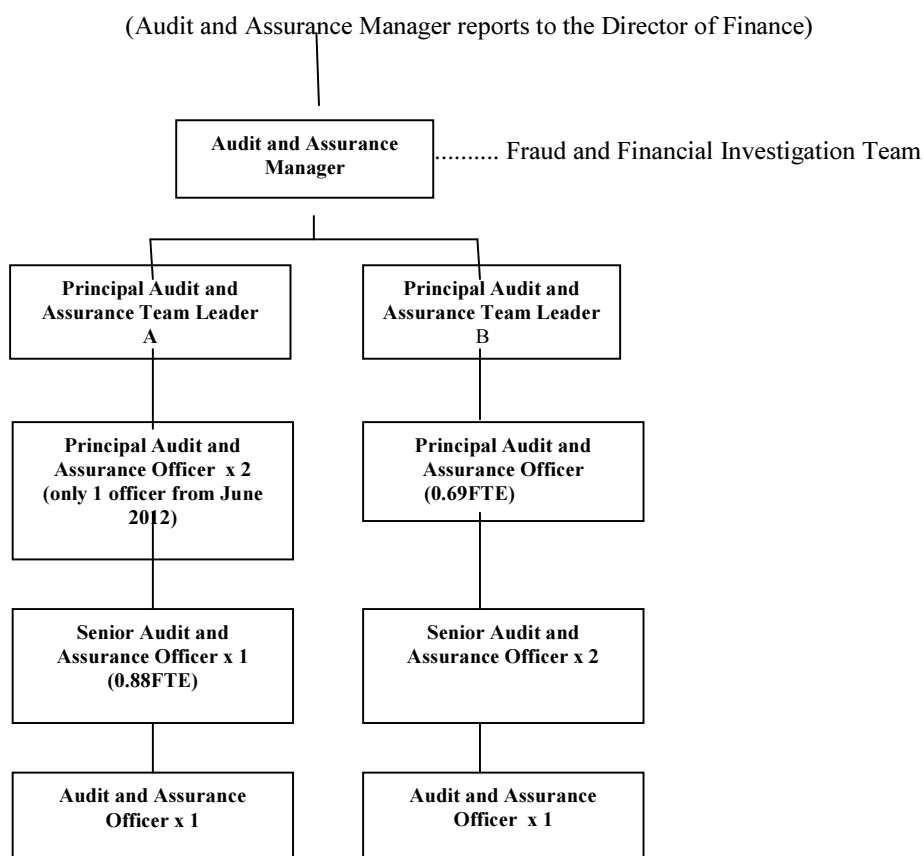 (Audit and Assurance Manager reports to the Director of Finance)
Audit and Assurance
Manager
.......... Fraud and Financial Investigation Team
Principal Audit and
Assurance Team Leader
A
Principal Audit and
Assurance Team Leader
B
Principal Audit and
Assurance Officer x 2
(only 1 officer from June
2012)
Principal Audit and
Assurance Officer
(0.69FTE)
Senior Audit and
Assurance Officer x 1
(0.88FTE)
Senior Audit and
Assurance Officer x 2
Audit and Assurance
Officer x 1
Audit and Assurance
Officer x 1